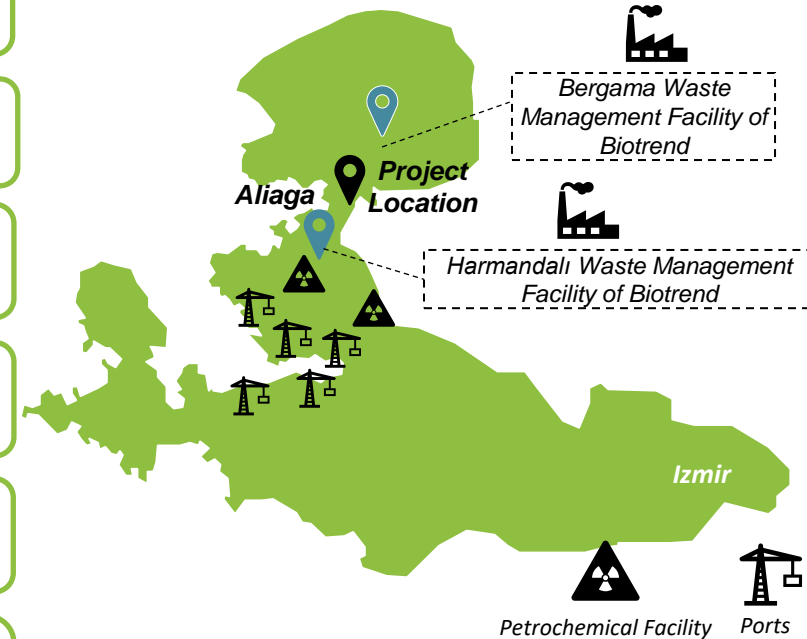 Bergama Waste
Management Facility of
Biotrend
Project
Location
Aliaga
Harmandalı Waste Management
Facility of Biotrend
Izmir
Petrochemical Facility
Ports